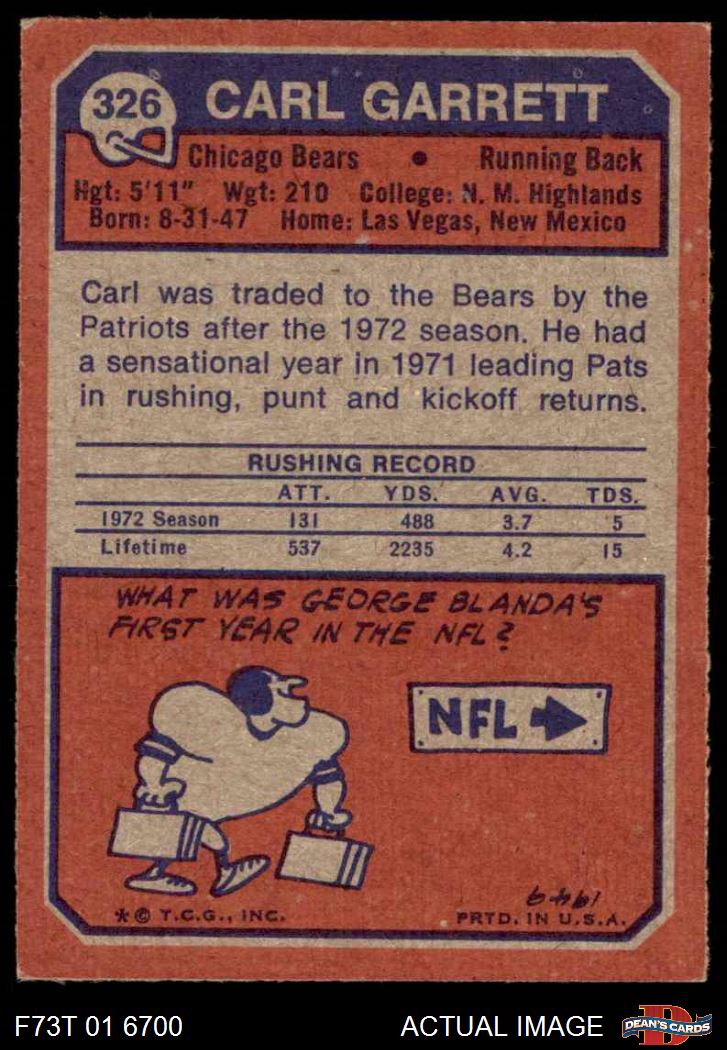 326 CARL GARRETT
Chicago Bears • Running Back
Hgt: 5'11" Wgt: 210 College: N. M. Highlands
Born: 8-31-47 Home: Las Vegas, New Mexico
Carl was traded to the Bears by the
Patriots after the 1972 season. He had
a sensational year in 1971 leading Pats
in rushing, punt and kickoff returns.
RUSHING RECORD
ATT. YDS. AVG. TDS.
1972 Season 131 488 3.7 5
Lifetime 537 2235 4.2 15
WHAT WAS GEORGE BLANDA'S
FIRST YEAR IN THE NFL?
NFL
1949
* © T.C.G., INC. PRTD. IN U.S.A.
F73T 01 6700 ACTUAL IMAGE
D
DEAN'S CARDS